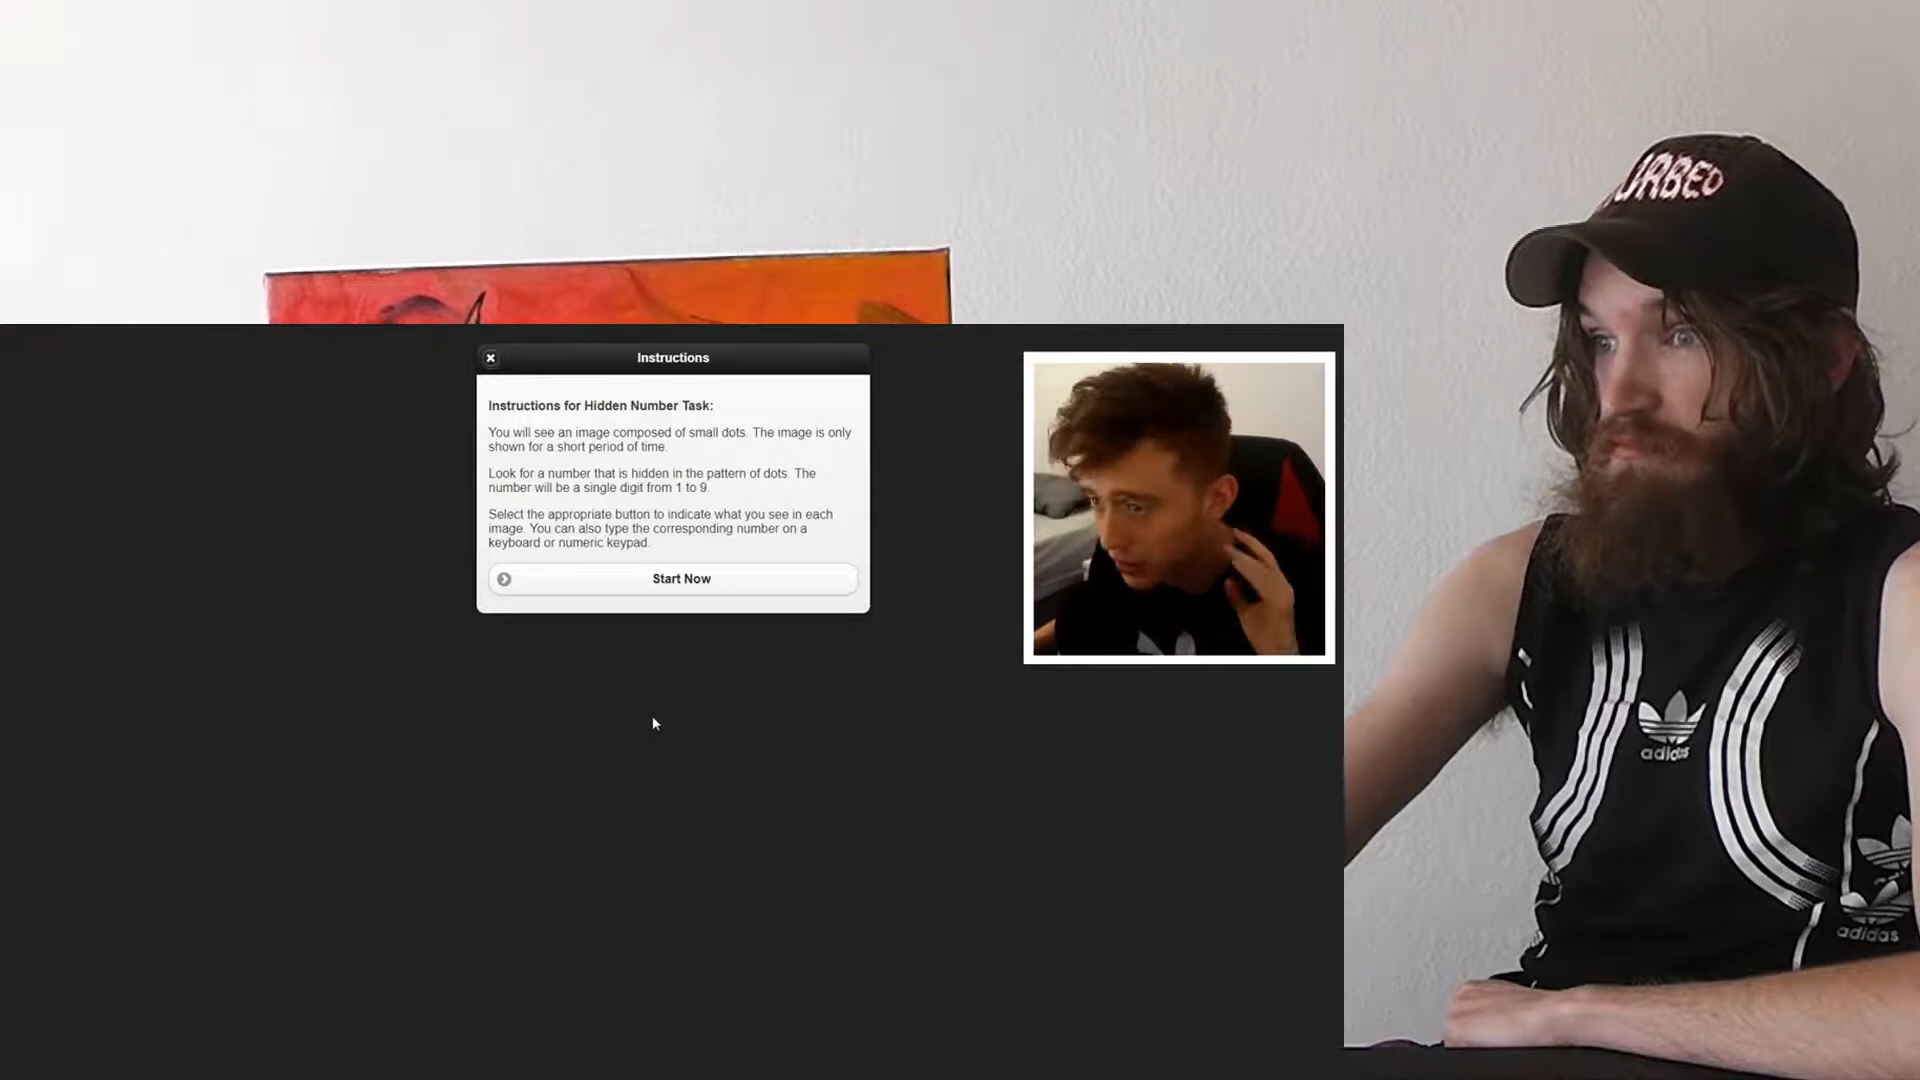 Instructions
Instructions for Hidden Number Task:
You will see an image composed of small dots. The image is only
shown for a short period of time.
Look for a number that is hidden in the pattern of dots. The
number will be a single digit from 1 to 9.
Select the appropriate button to indicate what you see in each
image. You can also type the corresponding number on a
keyboard or numeric keypad.
Start Now
adidas
adidas